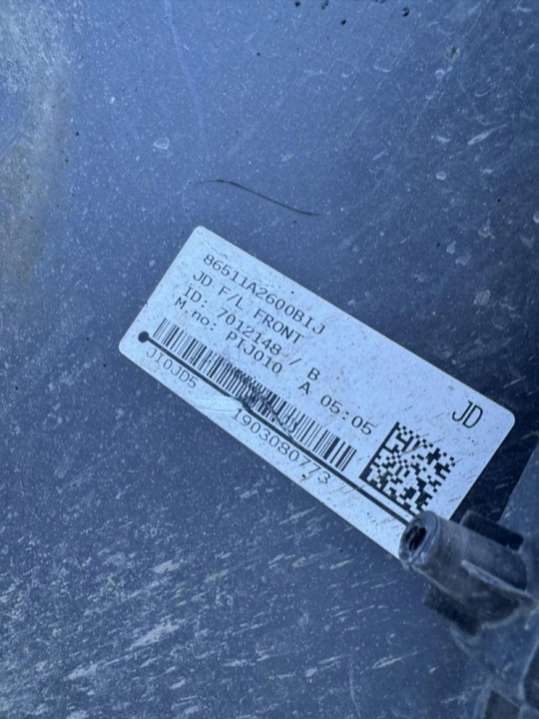 86511A2600BIJ
JD F/L FRONT
ID: 7012148 / B
M.no: PIJ010 A 05:05
JD
JI0JD5
1903080773